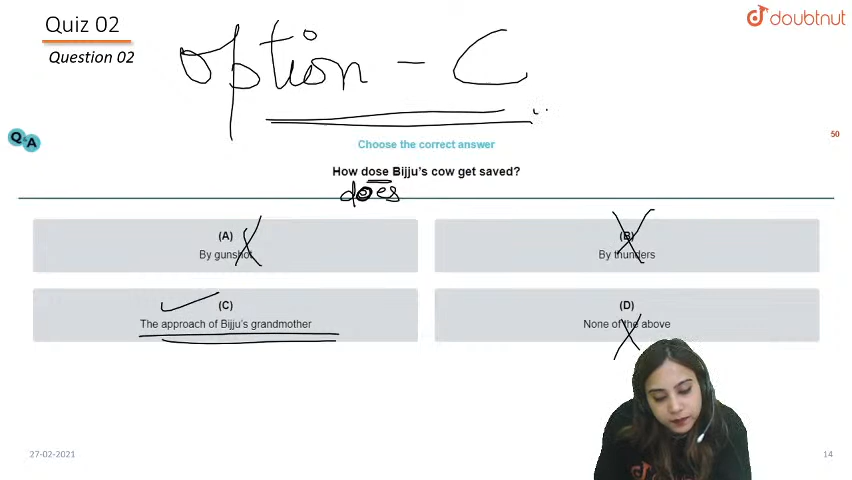 Quiz 02
doubtnut
Question 02
option - C
Q&A
50
Choose the correct answer
How dose Bijju's cow get saved?
does
(A)
By gunshot
(B)
By thunders
(C)
The approach of Bijju's grandmother
(D)
None of the above
27-02-2021
14